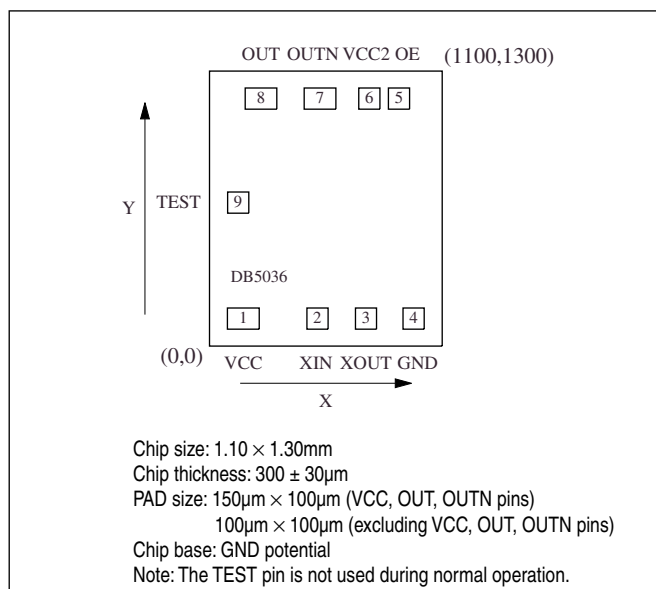 OUT OUTN VCC2 OE (1100,1300)
8 7 6 5
Y TEST 9
DB5036
1 2 3 4
(0,0) VCC XIN XOUT GND
X
Chip size: 1.10 × 1.30mm
Chip thickness: 300 ± 30µm
PAD size: 150µm × 100µm (VCC, OUT, OUTN pins)
100µm × 100µm (excluding VCC, OUT, OUTN pins)
Chip base: GND potential
Note: The TEST pin is not used during normal operation.